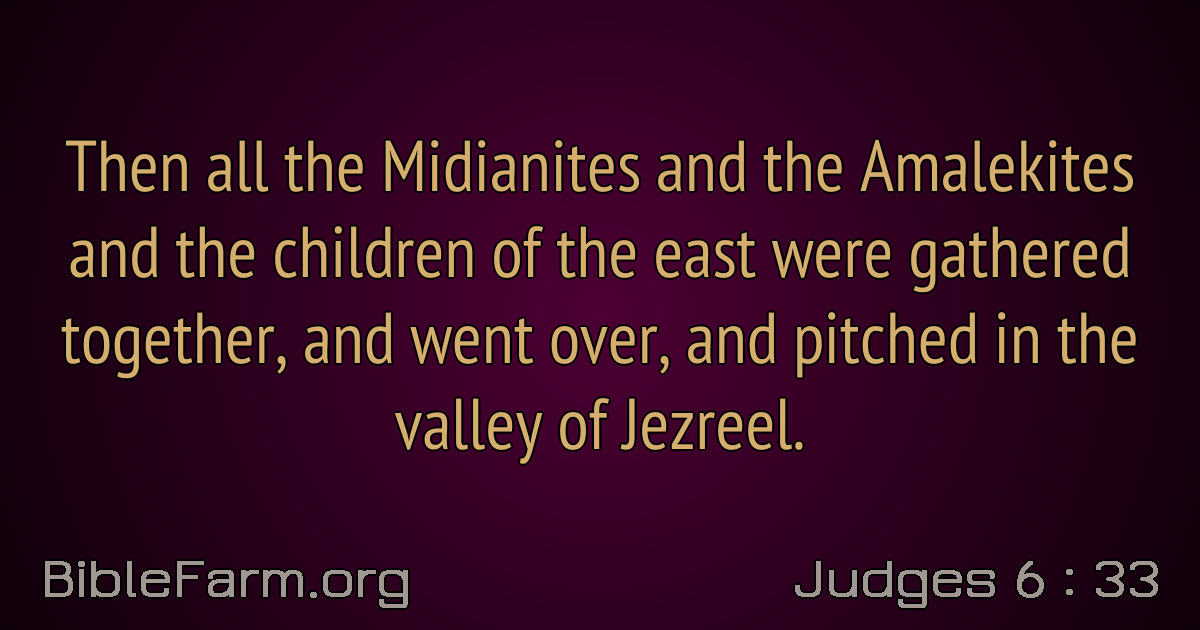 Then all the Midianites and the Amalekites
and the children of the east were gathered
together, and went over, and pitched in the
valley of Jezreel.
BibleFarm.org
Judges 6 : 33